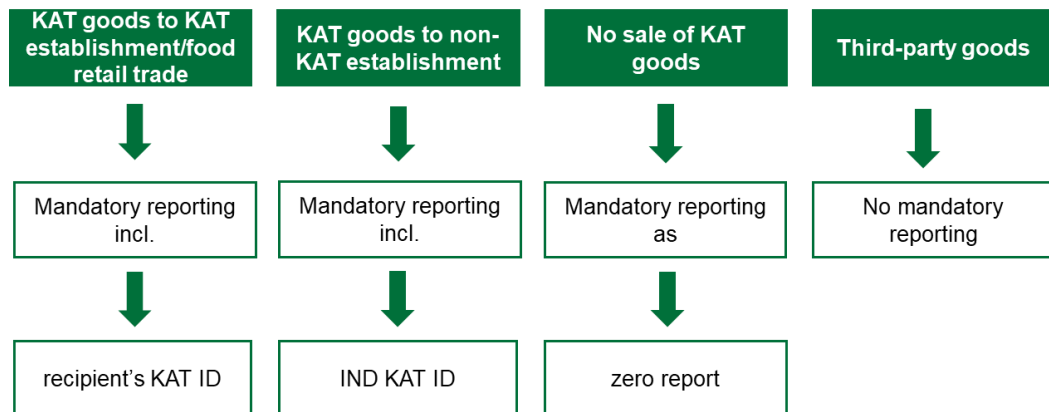 KAT goods to KAT
establishment/food
retail trade
KAT goods to non-
KAT establishment
No sale of KAT
goods
Third-party goods
Mandatory reporting
incl.
Mandatory reporting
incl.
Mandatory reporting
as
No mandatory
reporting
recipient's KAT ID
IND KAT ID
zero report